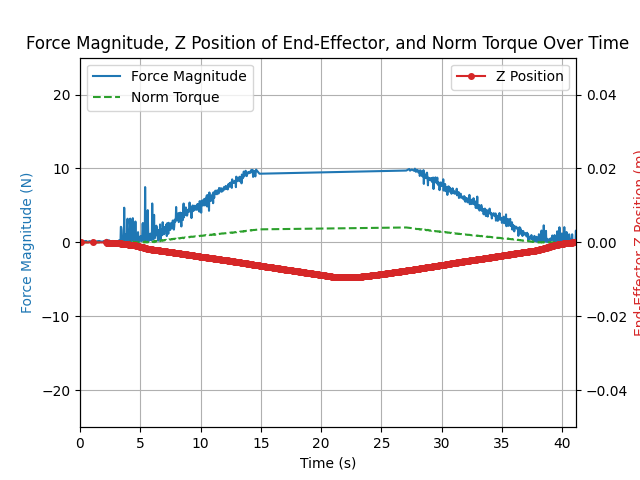 Force Magnitude, Z Position of End-Effector, and Norm Torque Over Time
Force Magnitude
Norm Torque
Z Position
Force Magnitude (N)
20
10
0
−10
−20
0.04
0.02
0.00
−0.02
−0.04
End-Effector Z Position (m)
0 5 10 15 20 25 30 35 40
Time (s)